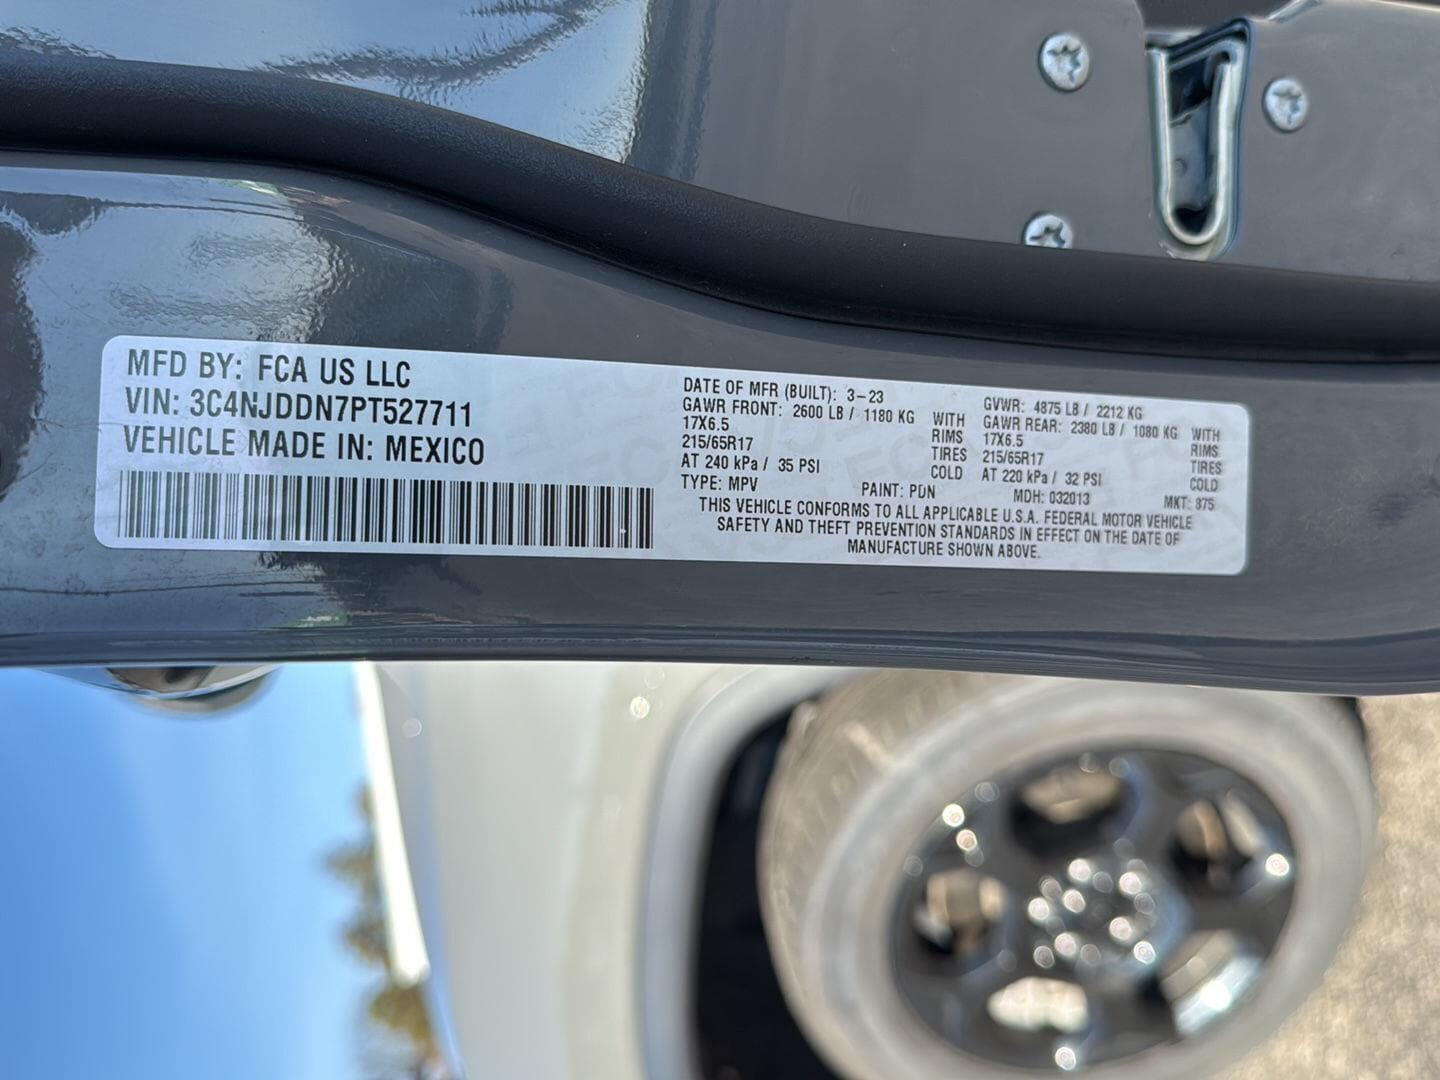 MFD BY: FCA US LLC
VIN: 3C4NJDDN7PT527711
VEHICLE MADE IN: MEXICO
DATE OF MFR (BUILT): 3-23 GVWR: 4875 LB / 2212 KG
GAWR FRONT: 2600 LB / 1180 KG WITH GAWR REAR: 2380 LB / 1080 KG WITH
17X6.5 RIMS 17X6.5 RIMS
215/65R17 TIRES 215/65R17 TIRES
AT 240 kPa / 35 PSI COLD AT 220 kPa / 32 PSI COLD
TYPE: MPV PAINT: PDN MDH: 032013 MKT: 875
THIS VEHICLE CONFORMS TO ALL APPLICABLE U.S.A. FEDERAL MOTOR VEHICLE
SAFETY AND THEFT PREVENTION STANDARDS IN EFFECT ON THE DATE OF
MANUFACTURE SHOWN ABOVE.